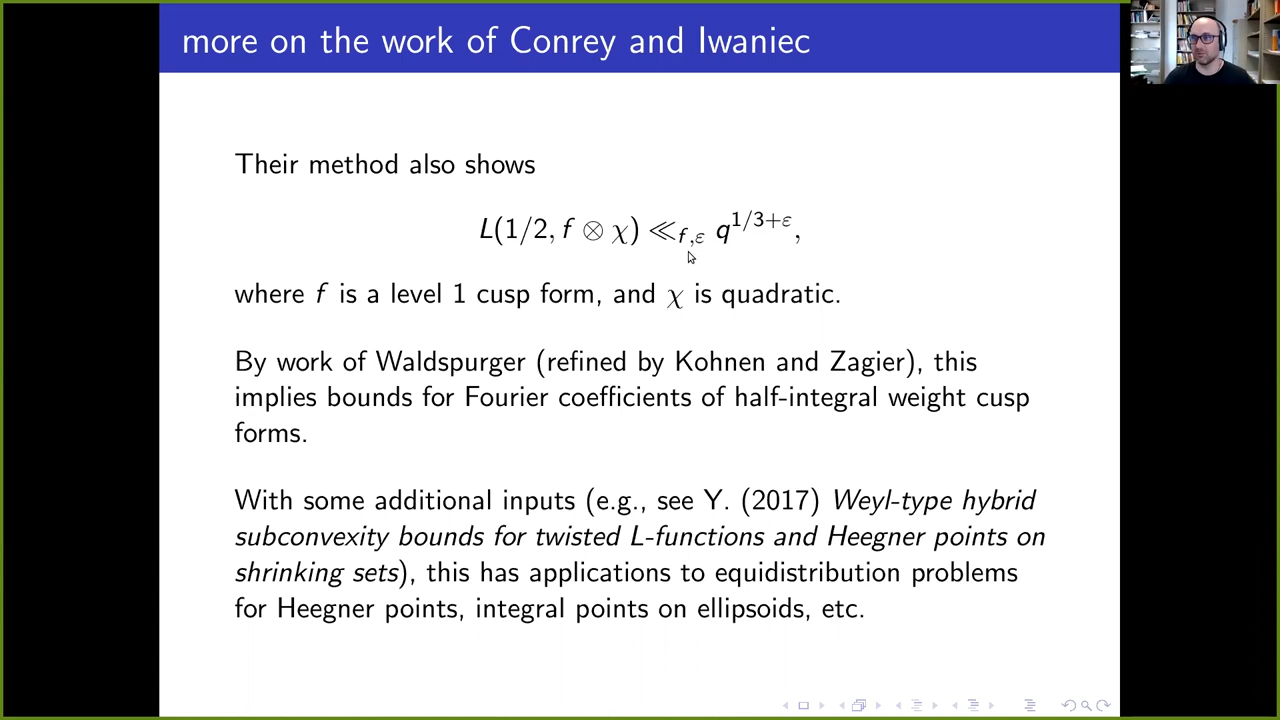 more on the work of Conrey and Iwaniec
Their method also shows
L(1/2, f ⊗ χ) ≪_{f,ε} q^{1/3+ε},
where f is a level 1 cusp form, and χ is quadratic.
By work of Waldspurger (refined by Kohnen and Zagier), this
implies bounds for Fourier coefficients of half-integral weight cusp
forms.
With some additional inputs (e.g., see Y. (2017) Weyl-type hybrid
subconvexity bounds for twisted L-functions and Heegner points on
shrinking sets), this has applications to equidistribution problems
for Heegner points, integral points on ellipsoids, etc.